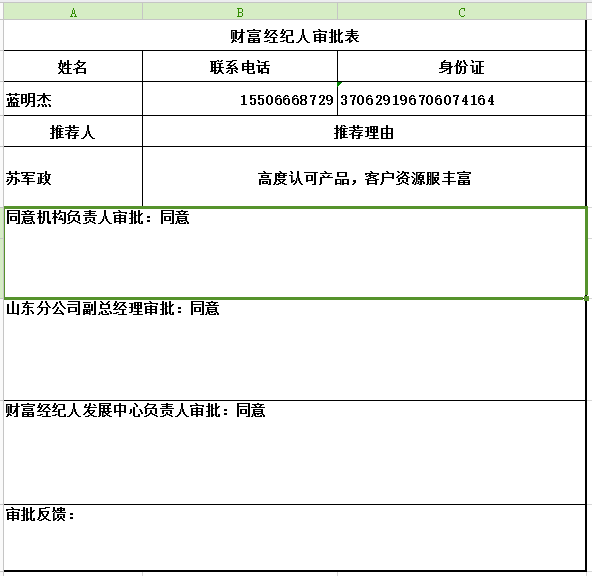 A B C
财富经纪人审批表
姓名 联系电话 身份证
蓝明杰 15506668729 370629196706074164
推荐人 推荐理由
苏军政 高度认可产品，客户资源服丰富
同意机构负责人审批：同意
山东分公司副总经理审批：同意
财富经纪人发展中心负责人审批：同意
审批反馈：